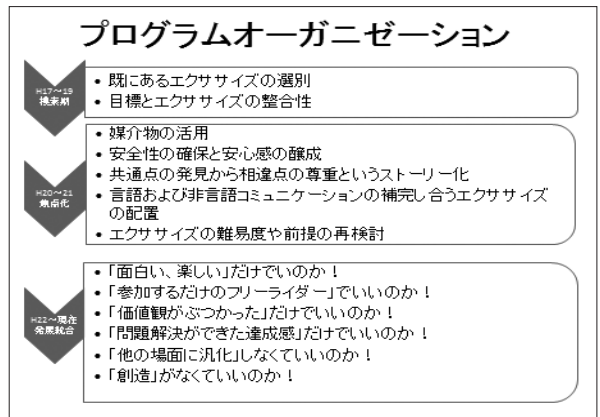 プログラムオーガニゼーション
H17～19
模索期
• 既にあるエクササイズの選別
• 目標とエクササイズの整合性
H20～21
焦点化
• 媒介物の活用
• 安全性の確保と安心感の醸成
• 共通点の発見から相違点の尊重というストーリー化
• 言語および非言語コミュニケーションの補完し合うエクササイズ
の配置
• エクササイズの難易度や前提の再検討
H22～現在
発展統合
• 「面白い、楽しい」だけでいのか！
• 「参加するだけのフリーライダー」でいいのか！
• 「価値観がぶつかった」だけでいいのか！
• 「問題解決ができた達成感」だけでいいのか！
• 「他の場面に汎化」しなくていいのか！
• 「創造」がなくていいのか！